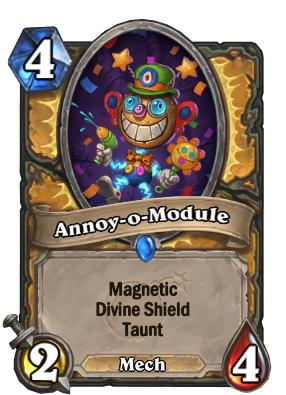 4
Annoy-o-Module
Magnetic
Divine Shield
Taunt
2
Mech
4